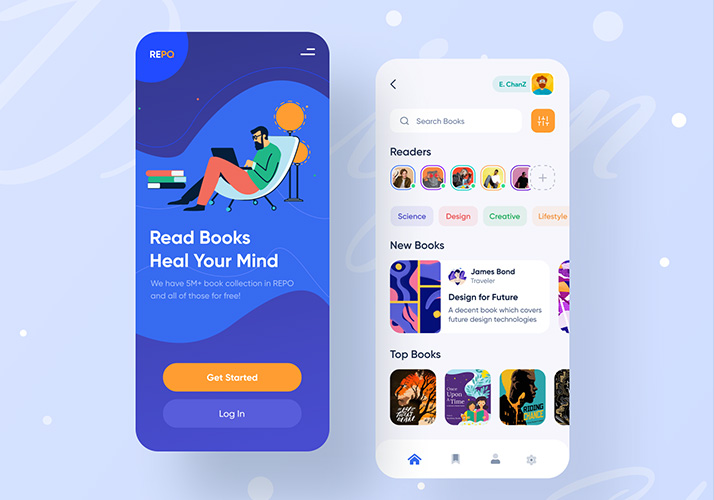 REPO
Read Books
Heal Your Mind
We have 5M+ book collection in REPO
and all of those for free!
Get Started
Log In
E. ChanZ
Search Books
Readers
Science
Design
Creative
Lifestyle
New Books
James Bond
Traveler
Design for Future
A decent book which covers
future design technologies
Top Books
Once
Upon
A Time
RIDING
CHANCE